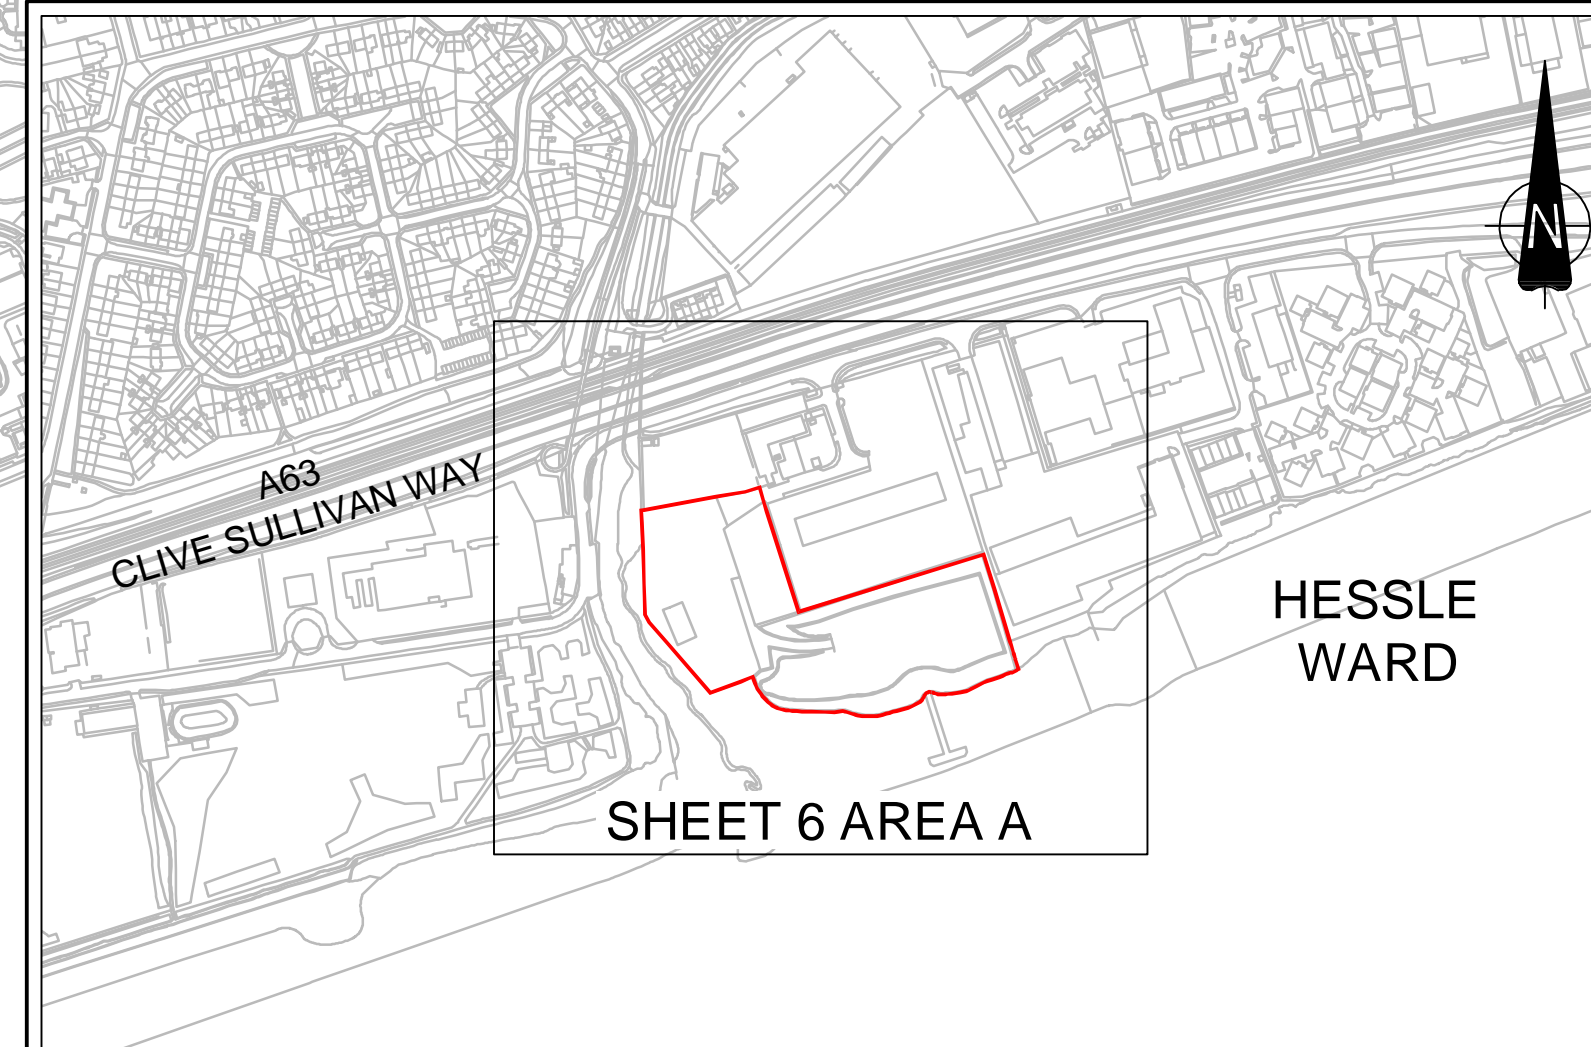 N
A63
CLIVE SULLIVAN WAY
HESSLE
WARD
SHEET 6 AREA A